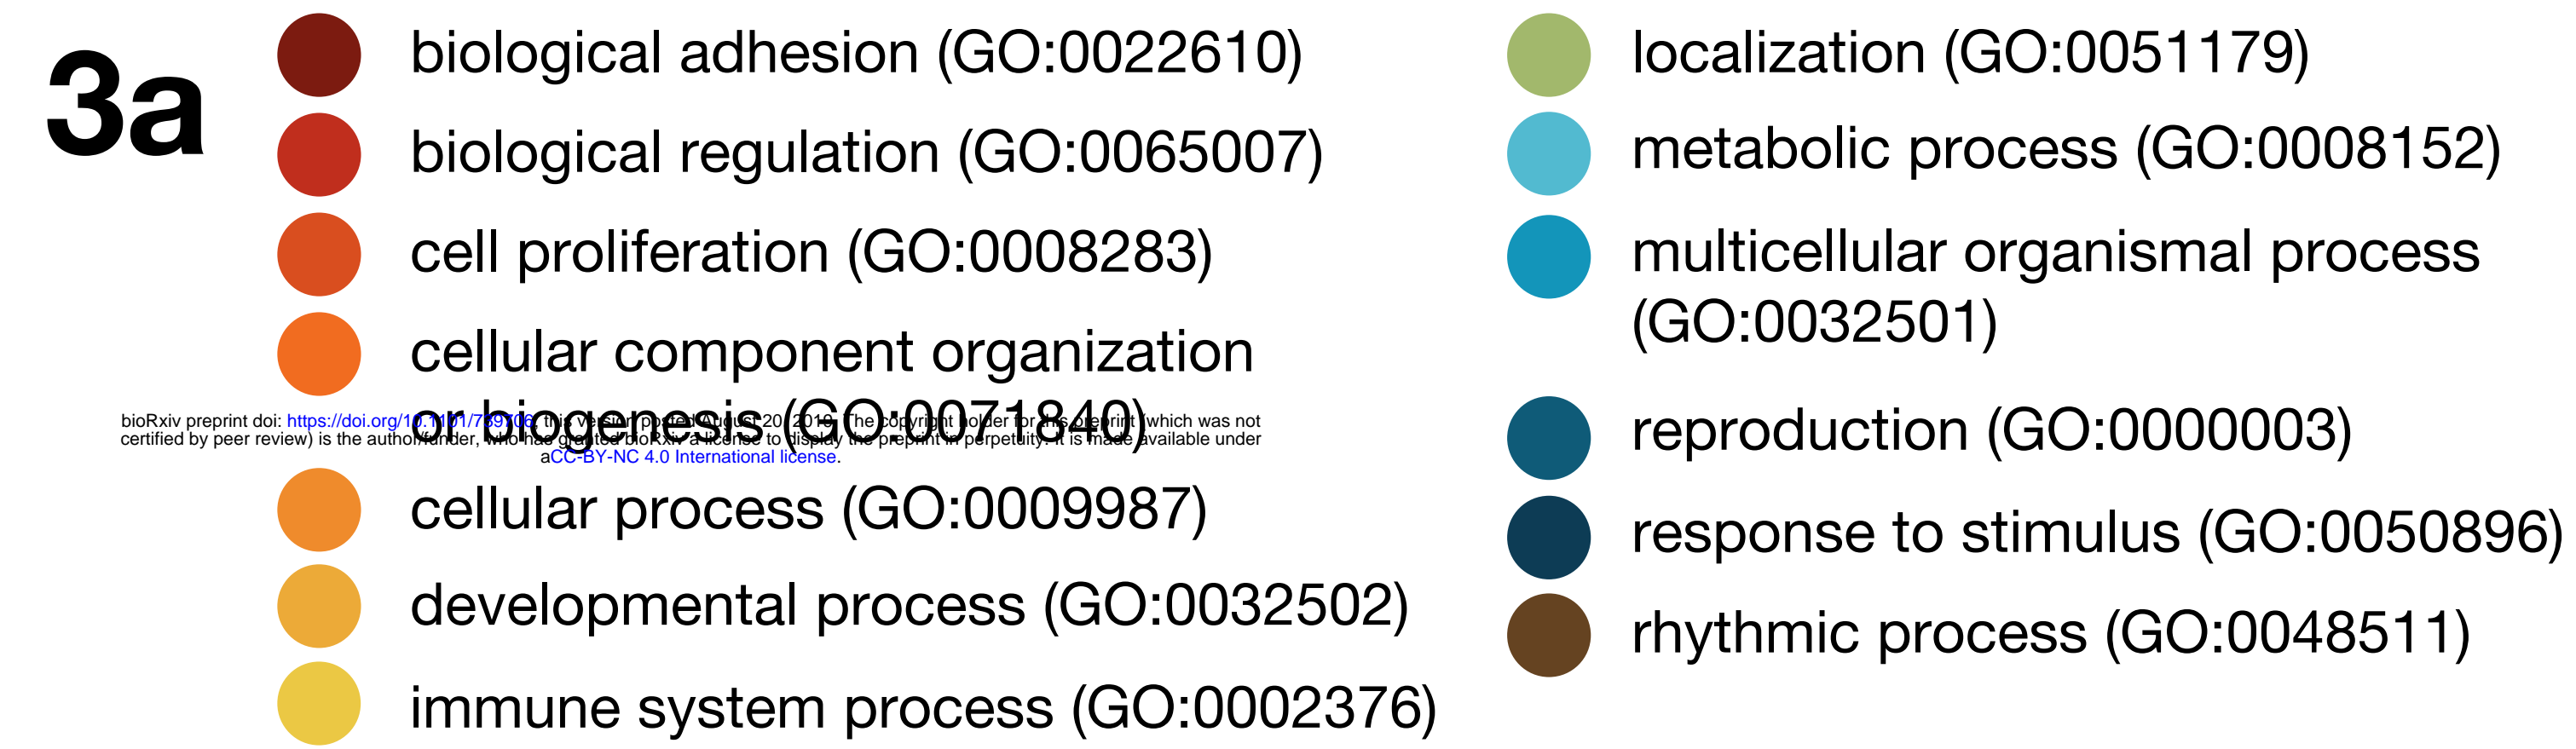 3a
biological adhesion (GO:0022610)
biological regulation (GO:0065007)
cell proliferation (GO:0008283)
cellular component organization
or biogenesis (GO:0071840)
bioRxiv preprint doi: https://doi.org/10.1101/739706; this version posted August 20, 2019. The copyright holder for this preprint (which was not
certified by peer review) is the author/funder, who has granted bioRxiv a license to display the preprint in perpetuity. It is made available under
aCC-BY-NC 4.0 International license.
cellular process (GO:0009987)
developmental process (GO:0032502)
immune system process (GO:0002376)
localization (GO:0051179)
metabolic process (GO:0008152)
multicellular organismal process
(GO:0032501)
reproduction (GO:0000003)
response to stimulus (GO:0050896)
rhythmic process (GO:0048511)